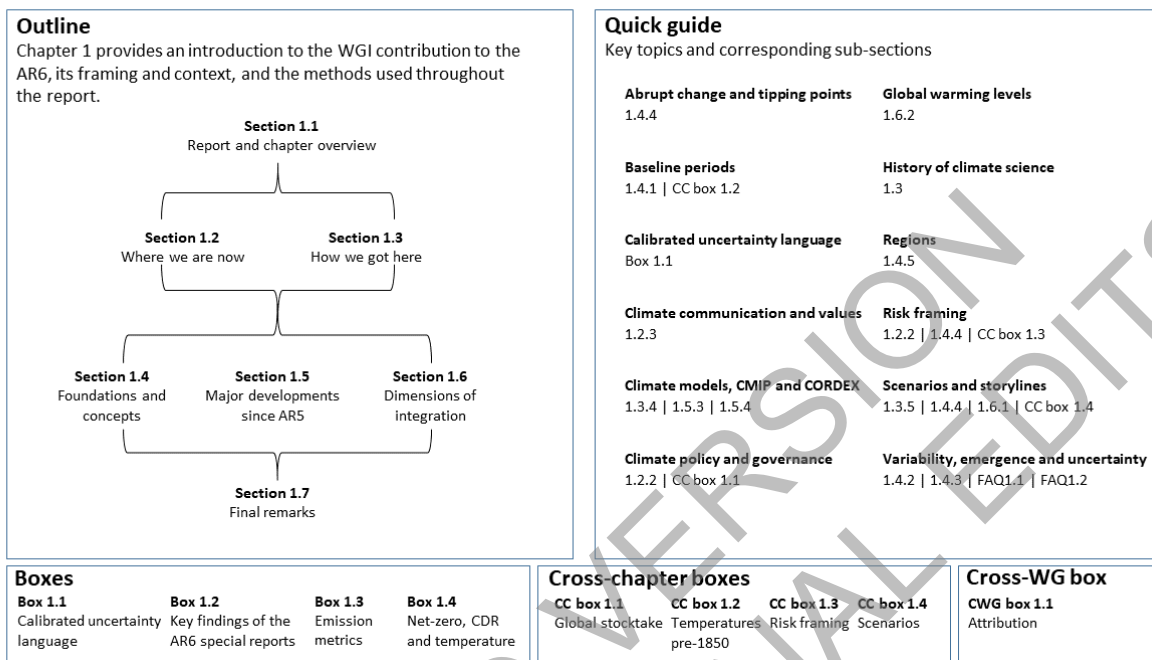 Outline
Chapter 1 provides an introduction to the WGI contribution to the
AR6, its framing and context, and the methods used throughout
the report.
Section 1.1
Report and chapter overview
Section 1.2
Where we are now
Section 1.3
How we got here
Section 1.4
Foundations and
concepts
Section 1.5
Major developments
since AR5
Section 1.6
Dimensions of
integration
Section 1.7
Final remarks
Quick guide
Key topics and corresponding sub-sections
Abrupt change and tipping points
1.4.4
Global warming levels
1.6.2
Baseline periods
1.4.1 | CC box 1.2
History of climate science
1.3
Calibrated uncertainty language
Box 1.1
Regions
1.4.5
Climate communication and values
1.2.3
Risk framing
1.2.2 | 1.4.4 | CC box 1.3
Climate models, CMIP and CORDEX
1.3.4 | 1.5.3 | 1.5.4
Scenarios and storylines
1.3.5 | 1.4.4 | 1.6.1 | CC box 1.4
Climate policy and governance
1.2.2 | CC box 1.1
Variability, emergence and uncertainty
1.4.2 | 1.4.3 | FAQ1.1 | FAQ1.2
Boxes
Box 1.1
Calibrated uncertainty
language
Box 1.2
Key findings of the
AR6 special reports
Box 1.3
Emission
metrics
Box 1.4
Net-zero, CDR
and temperature
Cross-chapter boxes
CC box 1.1
Global stocktake
CC box 1.2
Temperatures
pre-1850
CC box 1.3
Risk framing
CC box 1.4
Scenarios
Cross-WG box
CWG box 1.1
Attribution
VERSION